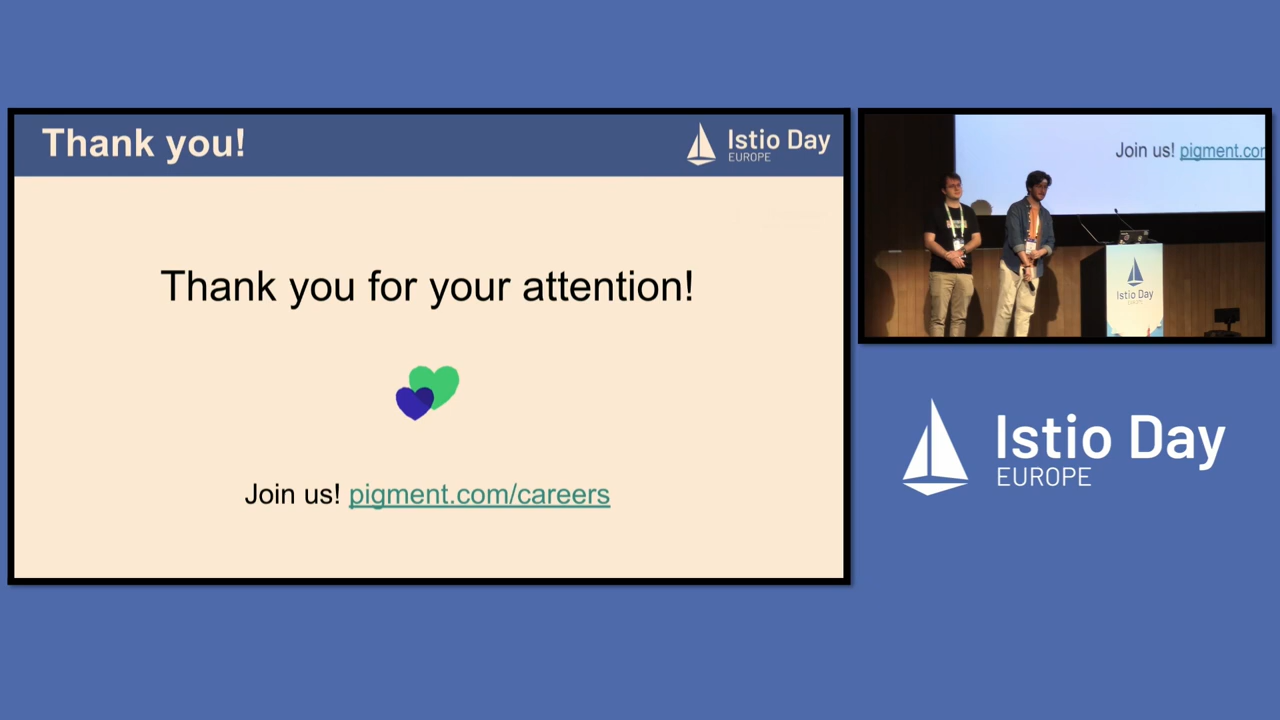 Thank you!
Istio Day
EUROPE
Thank you for your attention!
Join us! pigment.com/careers
Join us! pigment.com
Istio Day
EUROPE
Istio Day
EUROPE